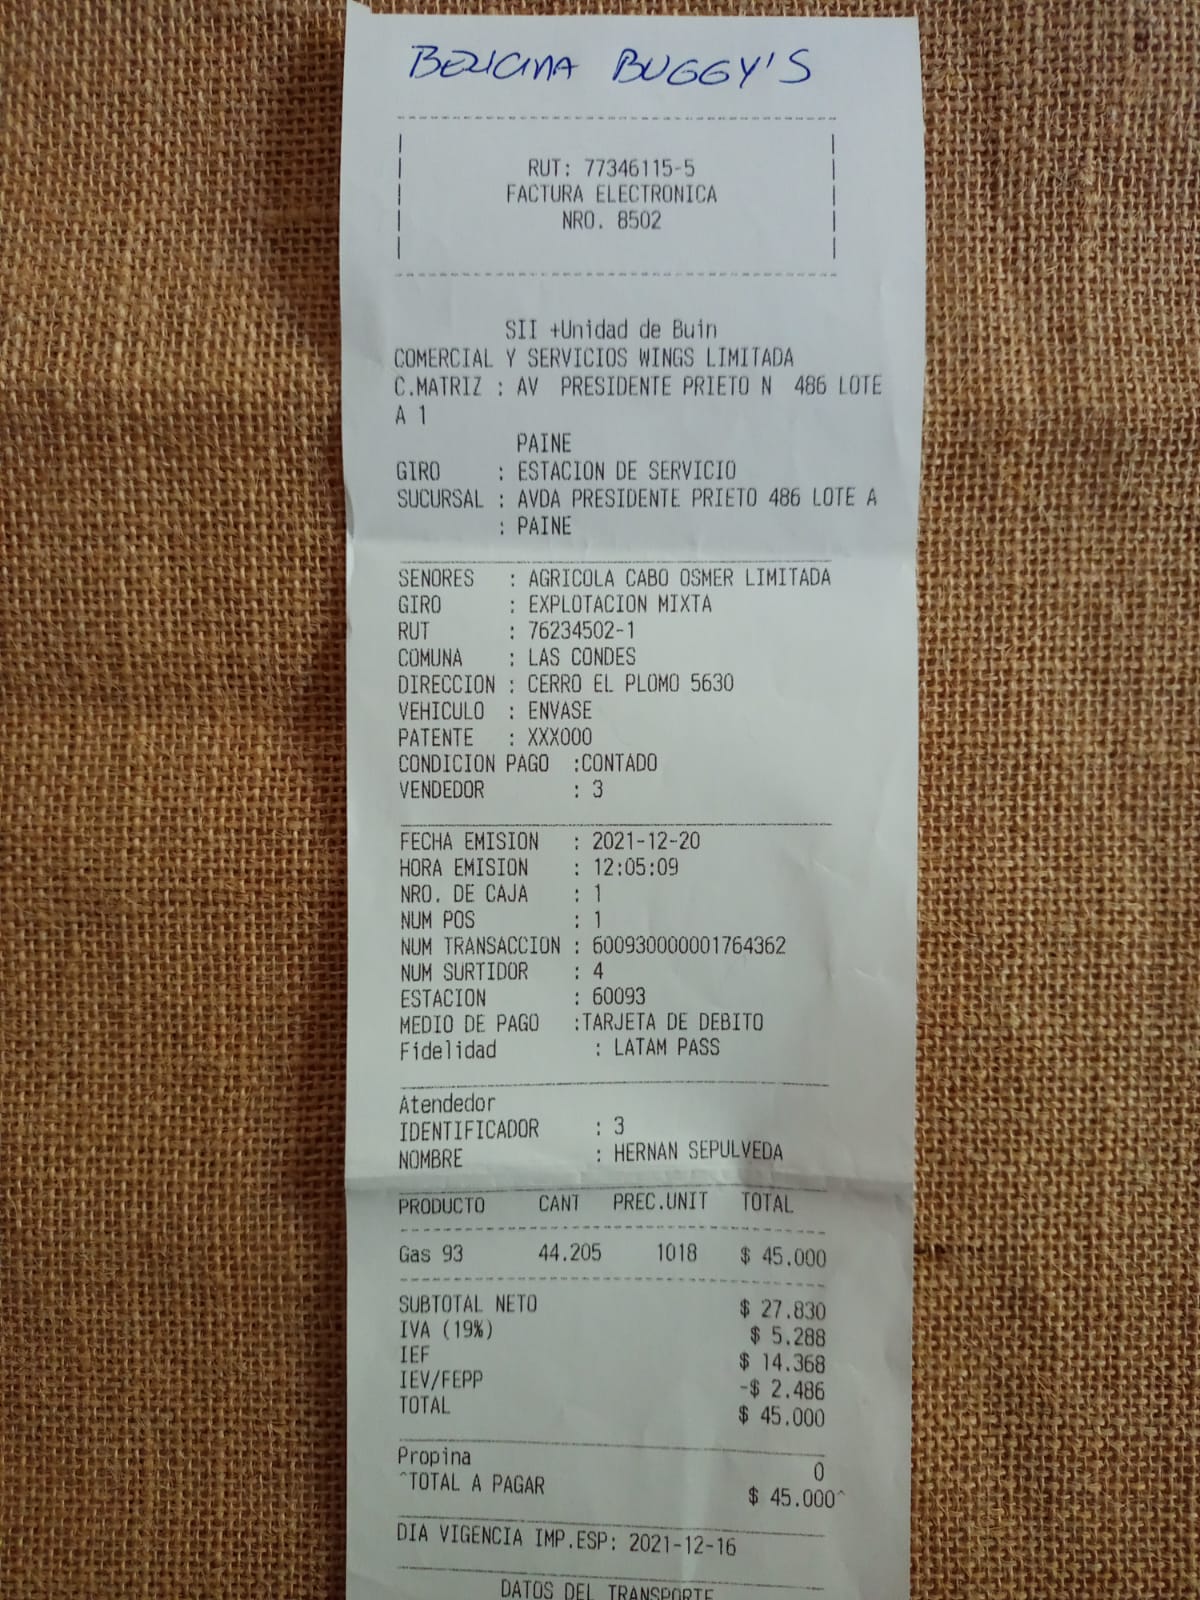 BENCINA BUGGY'S
RUT: 77346115-5
FACTURA ELECTRONICA
NRO. 8502
SII +Unidad de Buin
COMERCIAL Y SERVICIOS WINGS LIMITADA
C.MATRIZ : AV PRESIDENTE PRIETO N 486 LOTE
A 1
PAINE
GIRO : ESTACION DE SERVICIO
SUCURSAL : AVDA PRESIDENTE PRIETO 486 LOTE A
: PAINE
SENORES : AGRICOLA CABO OSMER LIMITADA
GIRO : EXPLOTACION MIXTA
RUT : 76234502-1
COMUNA : LAS CONDES
DIRECCION : CERRO EL PLOMO 5630
VEHICULO : ENVASE
PATENTE : XXX000
CONDICION PAGO :CONTADO
VENDEDOR : 3
FECHA EMISION : 2021-12-20
HORA EMISION : 12:05:09
NRO. DE CAJA : 1
NUM POS : 1
NUM TRANSACCION : 600930000001764362
NUM SURTIDOR : 4
ESTACION : 60093
MEDIO DE PAGO :TARJETA DE DEBITO
Fidelidad : LATAM PASS
Atendedor
IDENTIFICADOR : 3
NOMBRE : HERNAN SEPULVEDA
PRODUCTO CANT PREC.UNIT TOTAL
Gas 93 44.205 1018 $ 45.000
SUBTOTAL NETO $ 27.830
IVA (19%) $ 5.288
IEF $ 14.368
IEV/FEPP -$ 2.486
TOTAL $ 45.000
Propina 0
^TOTAL A PAGAR $ 45.000^
DIA VIGENCIA IMP.ESP: 2021-12-16
DATOS DEL TRANSPORTE